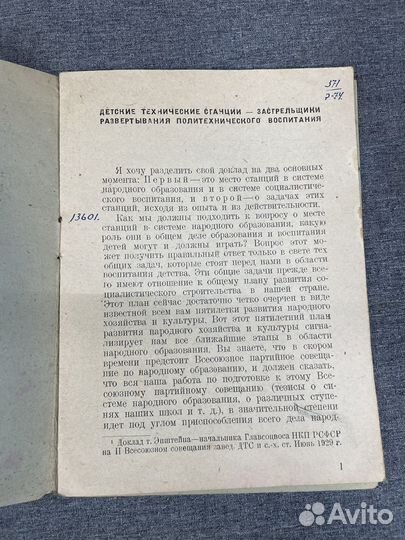 371
Р-74.
ДЕТСКИЕ ТЕХНИЧЕСКИЕ СТАНЦИИ — ЗАСТРЕЛЬЩИКИ
РАЗВЕРТЫВАНИЯ ПОЛИТЕХНИЧЕСКОГО ВОСПИТАНИЯ
Я хочу разделить свой доклад на два основных
момента: Первый — это место станций в системе
народного образования и в системе социалистиче-
ского воспитания, и второй — о задачах этих
станций, исходя из опыта и из действительности.
13601.
Как мы должны подходить к вопросу о месте
станций в системе народного образования, какую
роль они в общем деле образования и воспитания
детей могут и должны играть? Вопрос этот мо-
жет получить правильный ответ только в свете тех
общих задач, которые стоят перед нами в области
воспитания детства. Эти общие задачи прежде все-
го имеют отношение к общему плану развития со-
циалистического строительства в нашей стране.
Этот план сейчас достаточно четко очерчен в виде
известной всем вам пятилетки развития народного
хозяйства и культуры. Вот этот пятилетний план
развития народного хозяйства и культуры сигна-
лизирует нам все ближайшие этапы в области
народного образования. Вы знаете, что в скором
времени предстоит Всесоюзное партийное совеща-
ние по народному образованию, и должен сказать,
что вся наша работа по подготовке к этому Все-
союзному партийному совещанию (тезисы о си-
стеме народного образования, о различных ступе-
нях наших школ и т. д.), в значительной степени
идет под углом приспособления всего дела народ-
¹ Доклад т. Эпштейна — начальника Главсоцвоса НКП РСФСР
на II Всесоюзном совещании завед. ДТС и с.-х. ст. Июнь 1929 г.
1
Avito